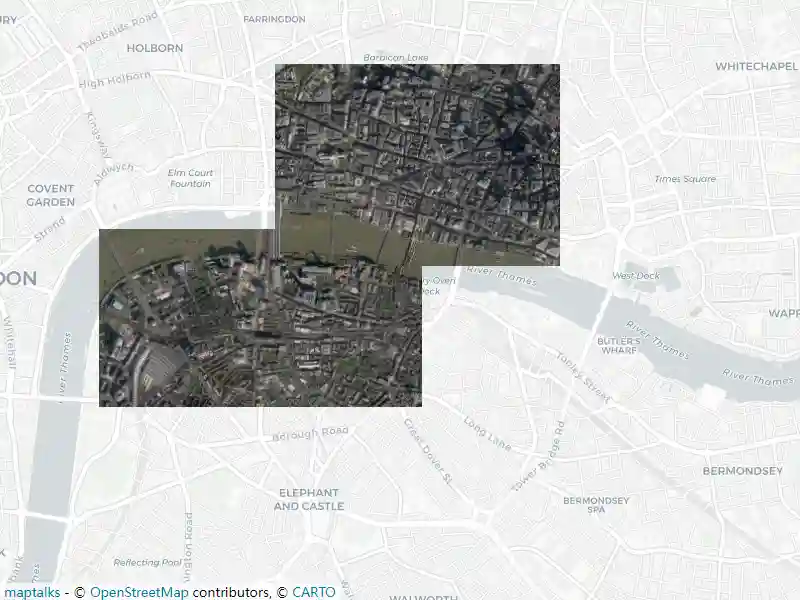 FARRINGDON
Theobalds Road
HOLBORN
Barbican Lake
WHITECHAPEL
High Holborn
Kingsway
Aldwych
Elm Court
Fountain
Times Square
COVENT
GARDEN
Strend
River Thames
West Dock
WAPP
River Thames
BUTLER'S
WHARF
Whitehall
River Thames
Tooley Street
River Thames
Borough Road
Great Dover St
Long Lane
Tower Bridge Rd
BERMONDSEY
ELEPHANT
AND CASTLE
BERMONDSEY
SPA
Reflecting Pool
WALWORTH
maptalks - © OpenStreetMap contributors, © CARTO